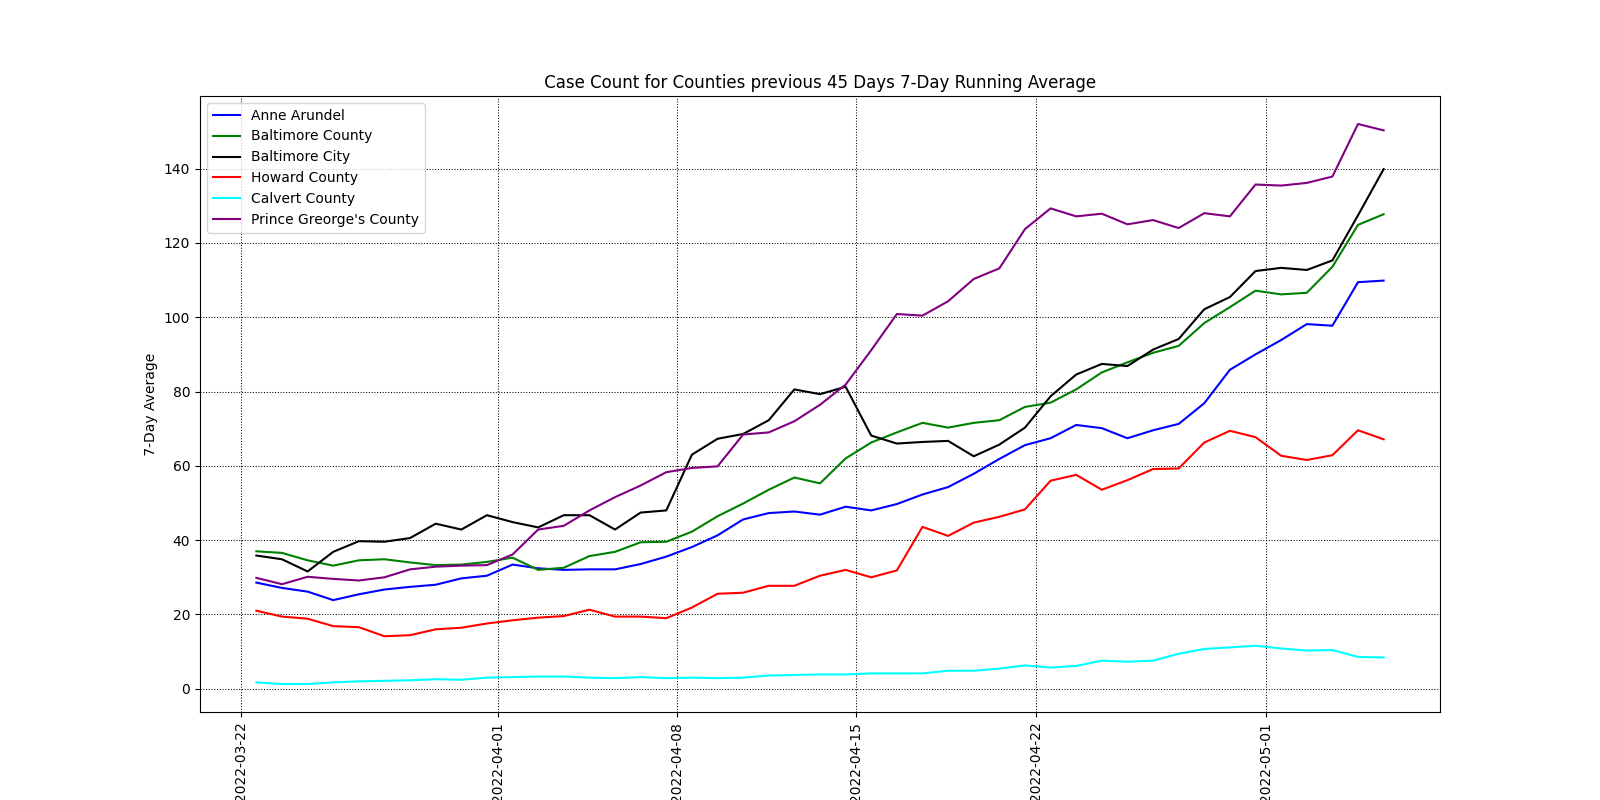 Case Count for Counties previous 45 Days 7-Day Running Average
Anne Arundel
Baltimore County
Baltimore City
Howard County
Calvert County
Prince Greorge's County
7-Day Average
140
120
100
80
60
40
20
0
2022-03-22
2022-04-01
2022-04-08
2022-04-15
2022-04-22
2022-05-01